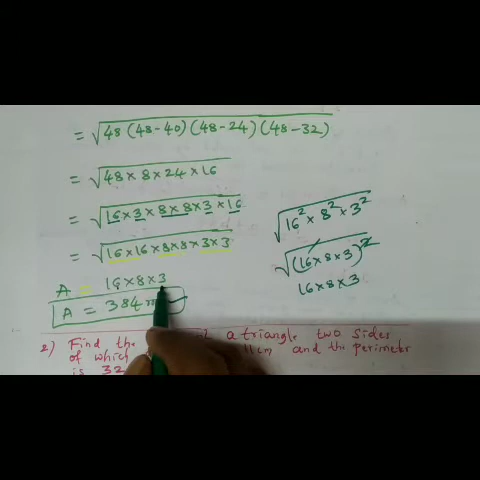 = √48 (48-40) (48-24) (48-32)
= √48 × 8 × 24 × 16
= √16 × 3 × 8 × 8 × 3 × 16
= √16 × 16 × 8 × 8 × 3 × 3
A = 16 × 8 × 3
A = 384
√16² × 8² × 3²
√(16 × 8 × 3)²
16 × 8 × 3
2) Find the a triangle two sides
of which and the perimeter
is 32